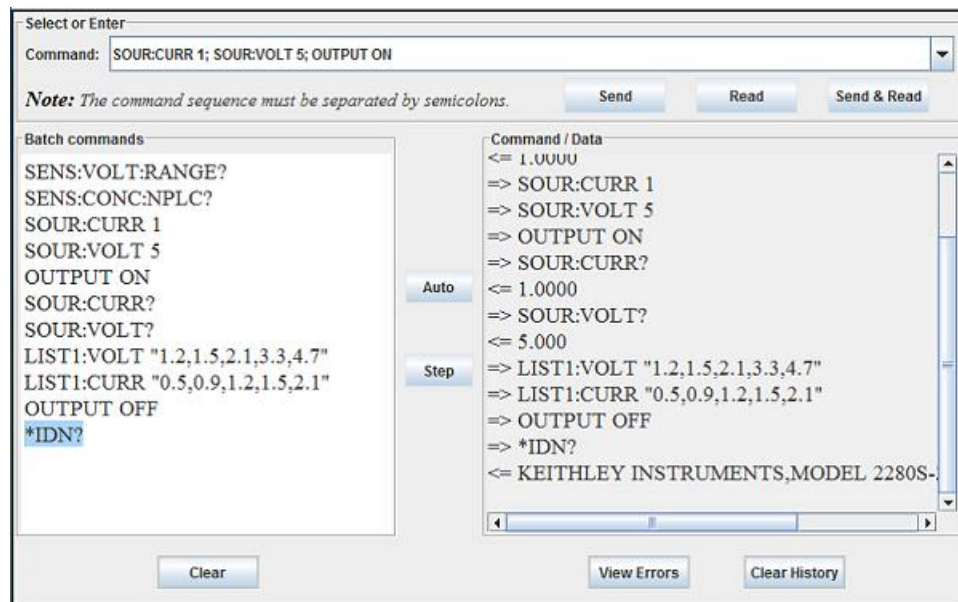 Select or Enter
Command: SOUR:CURR 1; SOUR:VOLT 5; OUTPUT ON
Note: The command sequence must be separated by semicolons.
Send
Read
Send & Read
Batch commands
SENS:VOLT:RANGE?
SENS:CONC:NPLC?
SOUR:CURR 1
SOUR:VOLT 5
OUTPUT ON
SOUR:CURR?
SOUR:VOLT?
LIST1:VOLT "1.2,1.5,2.1,3.3,4.7"
LIST1:CURR "0.5,0.9,1.2,1.5,2.1"
OUTPUT OFF
*IDN?
Auto
Step
Command / Data
<= 1.0000
=> SOUR:CURR 1
=> SOUR:VOLT 5
=> OUTPUT ON
=> SOUR:CURR?
<= 1.0000
=> SOUR:VOLT?
<= 5.000
=> LIST1:VOLT "1.2,1.5,2.1,3.3,4.7"
=> LIST1:CURR "0.5,0.9,1.2,1.5,2.1"
=> OUTPUT OFF
=> *IDN?
<= KEITHLEY INSTRUMENTS,MODEL 2280S-
Clear
View Errors
Clear History